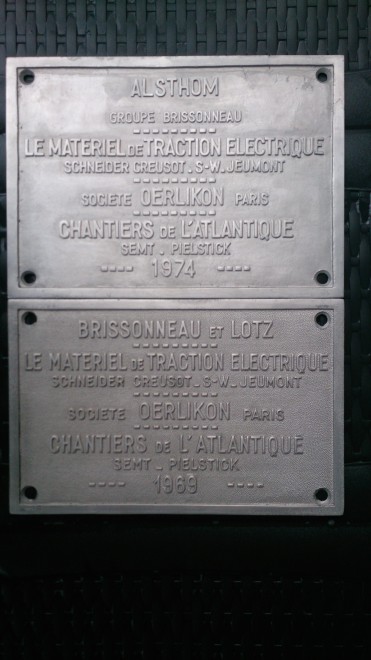 ALSTHOM
GROUPE BRISSONNEAU
LE MATERIEL DE TRACTION ELECTRIQUE
SCHNEIDER CREUSOT. S-W. JEUMONT
SOCIETE OERLIKON PARIS
CHANTIERS DE L'ATLANTIQUE
SEMT - PIELSTICK
---- 1974 ----
BRISSONNEAU ET LOTZ
LE MATERIEL DE TRACTION ELECTRIQUE
SCHNEIDER CREUSOT.-S-W.-JEUMONT
SOCIETE OERLIKON PARIS
CHANTIERS DE L'ATLANTIQUE
SEMT - PIELSTICK
---- 1969 ----